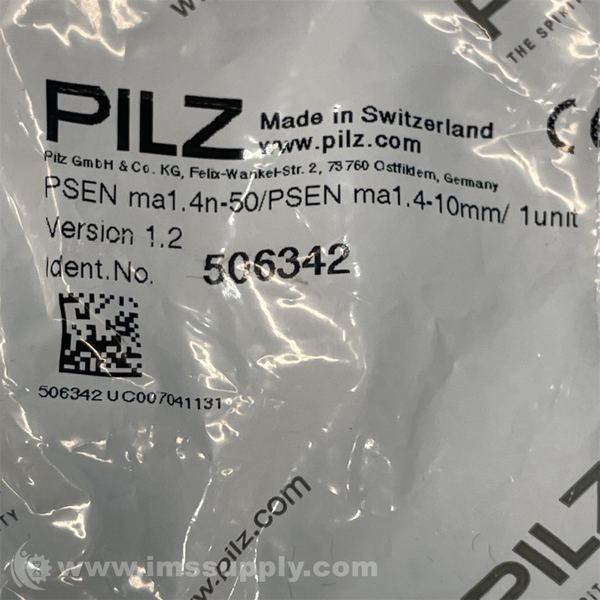 THE SPIRIT
PILZ
Made in Switzerland
www.pilz.com
Pilz GmbH & Co. KG, Felix-Wankel-Str. 2, 73760 Ostfildern, Germany
PSEN ma1.4n-50/PSEN ma1.4-10mm/ 1unit
Version 1.2
Ident.No. 506342
506342 UC007041131
www.pilz.com
PILZ
www.imssupply.com